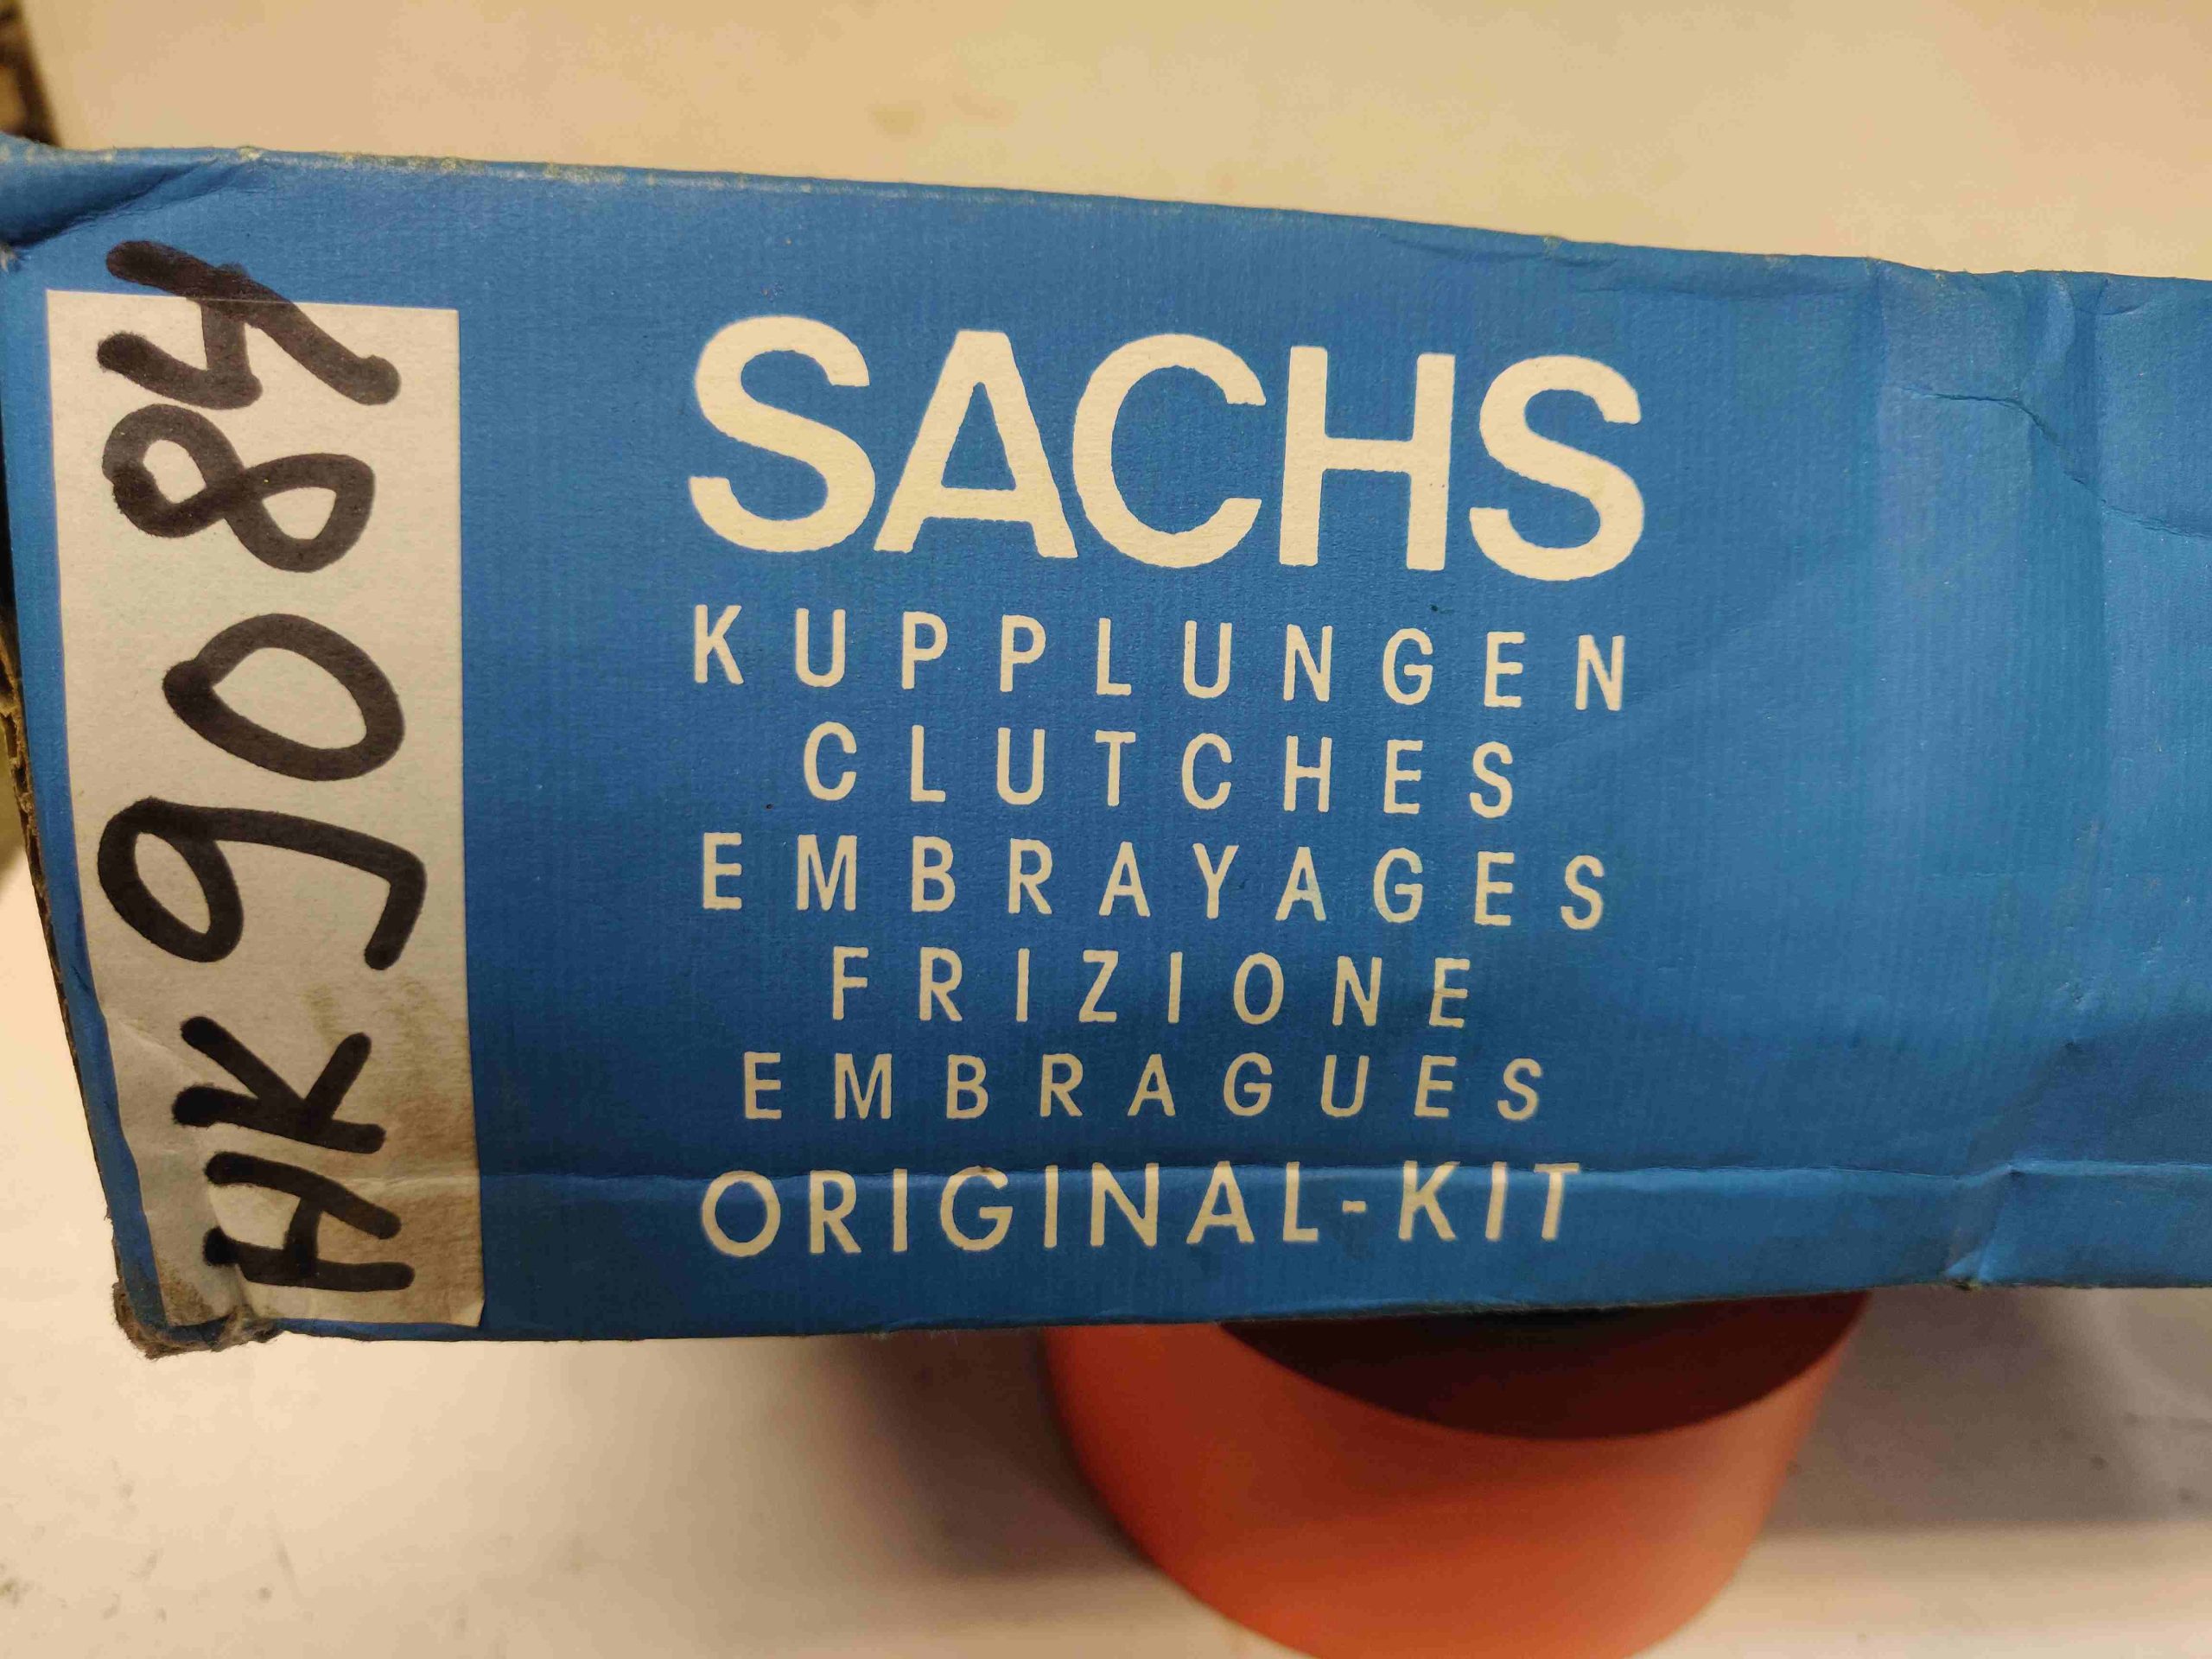 HK9084
SACHS
KUPPLUNGEN
CLUTCHES
EMBRAYAGES
FRIZIONE
EMBRAGUES
ORIGINAL-KIT